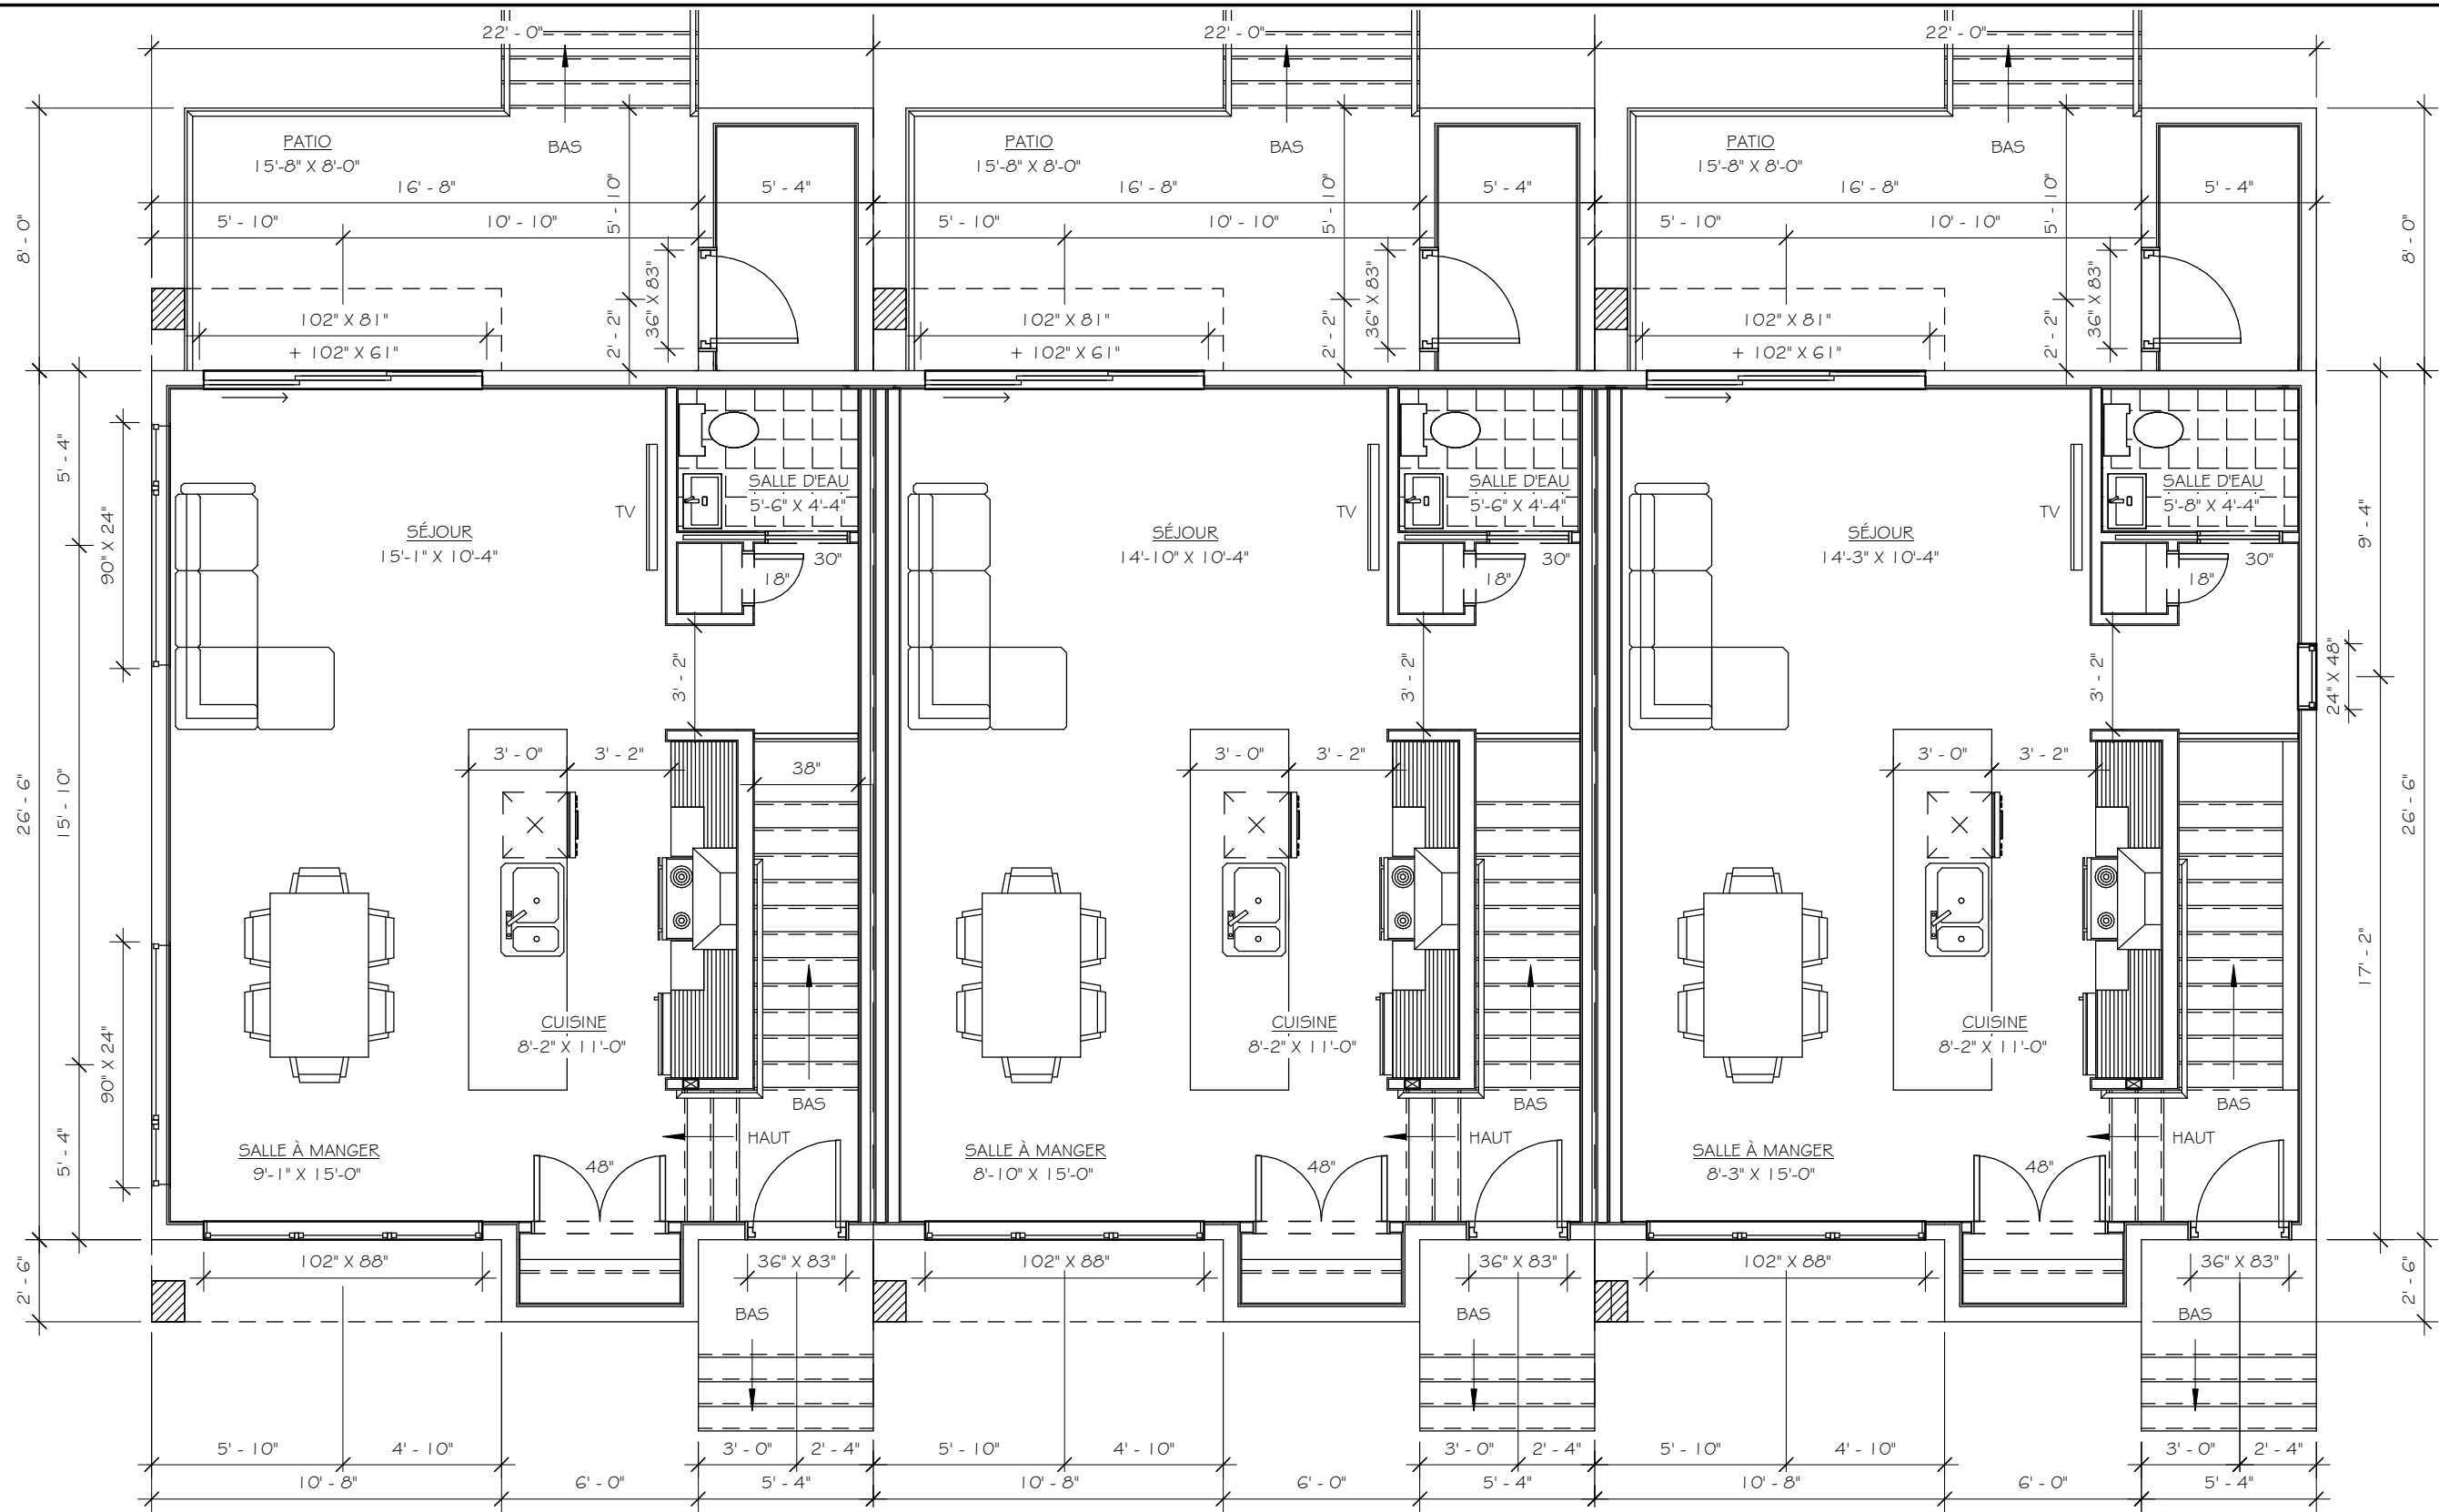 22' - 0"
22' - 0"
22' - 0"
PATIO
15'-8" X 8'-0"
BAS
PATIO
15'-8" X 8'-0"
BAS
PATIO
15'-8" X 8'-0"
BAS
16' - 8"
5' - 4"
16' - 8"
5' - 4"
16' - 8"
5' - 4"
5' - 10"
10' - 10"
5' - 10"
5' - 10"
10' - 10"
5' - 10"
5' - 10"
10' - 10"
5' - 10"
8' - 0"
8' - 0"
102" X 81"
+ 102" X 61"
2' - 2"
36" X 83"
102" X 81"
+ 102" X 61"
2' - 2"
36" X 83"
102" X 81"
+ 102" X 61"
2' - 2"
36" X 83"
5' - 4"
90" X 24"
TV
SALLE D'EAU
5'-6" X 4'-4"
TV
SALLE D'EAU
5'-6" X 4'-4"
TV
SALLE D'EAU
5'-8" X 4'-4"
SÉJOUR
15'-1" X 10'-4"
SÉJOUR
14'-10" X 10'-4"
SÉJOUR
14'-3" X 10'-4"
9' - 4"
18"
30"
18"
30"
18"
30"
3' - 2"
3' - 2"
3' - 2"
24" X 48"
3' - 0"
3' - 2"
38"
3' - 0"
3' - 2"
3' - 0"
3' - 2"
26' - 6"
15' - 10"
26' - 6"
17' - 2"
CUISINE
8'-2" X 11'-0"
CUISINE
8'-2" X 11'-0"
CUISINE
8'-2" X 11'-0"
90" X 24"
5' - 4"
BAS
BAS
BAS
HAUT
HAUT
HAUT
SALLE À MANGER
9'-1" X 15'-0"
48"
SALLE À MANGER
8'-10" X 15'-0"
48"
SALLE À MANGER
8'-3" X 15'-0"
48"
2' - 6"
102" X 88"
36" X 83"
102" X 88"
36" X 83"
102" X 88"
36" X 83"
2' - 6"
BAS
BAS
BAS
5' - 10"
4' - 10"
3' - 0"
2' - 4"
5' - 10"
4' - 10"
3' - 0"
2' - 4"
5' - 10"
4' - 10"
3' - 0"
2' - 4"
10' - 8"
6' - 0"
5' - 4"
10' - 8"
6' - 0"
5' - 4"
10' - 8"
6' - 0"
5' - 4"